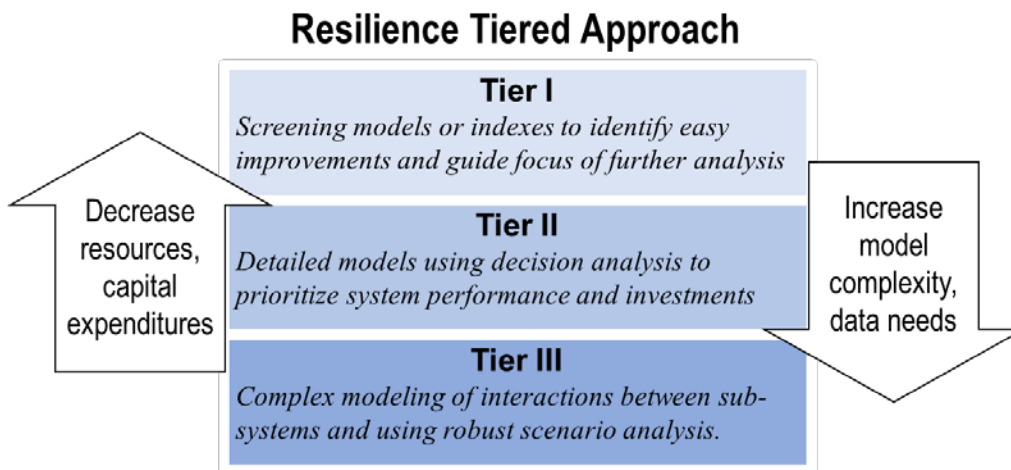 Resilience Tiered Approach
Tier I
Screening models or indexes to identify easy
improvements and guide focus of further analysis
Decrease
resources,
capital
expenditures
Tier II
Detailed models using decision analysis to
prioritize system performance and investments
Increase
model
complexity,
data needs
Tier III
Complex modeling of interactions between sub-
systems and using robust scenario analysis.